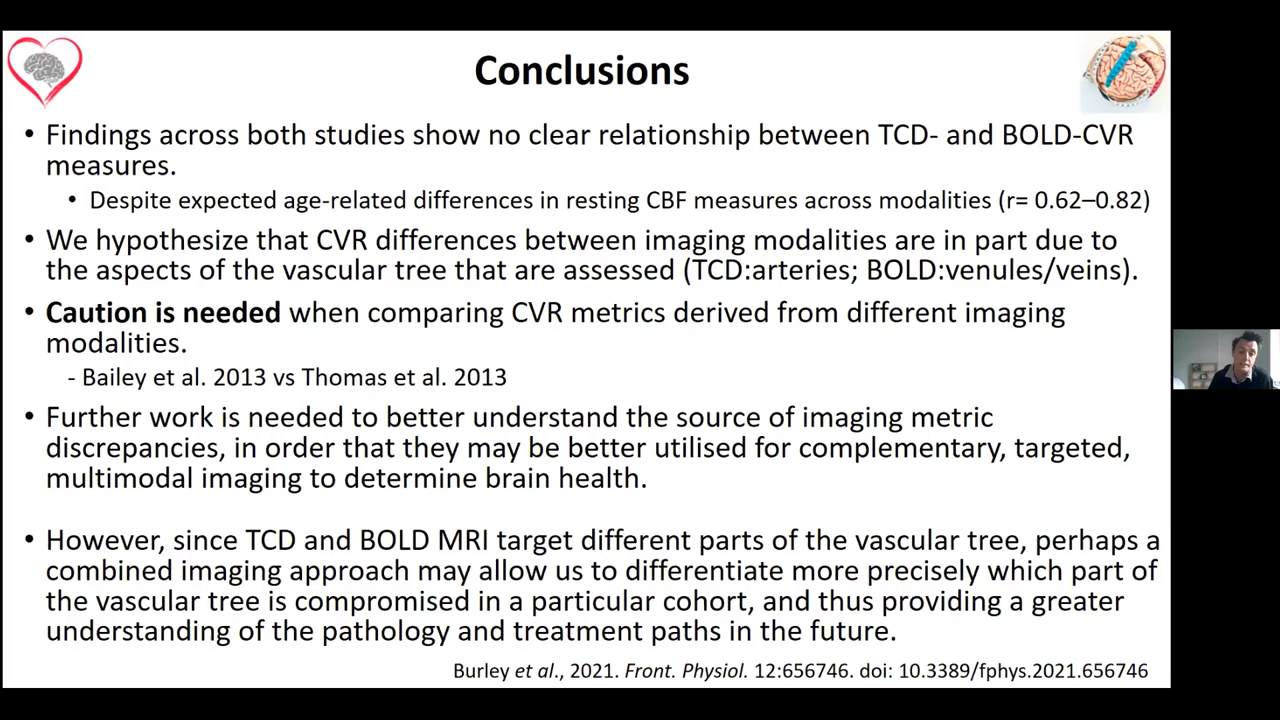 Conclusions
• Findings across both studies show no clear relationship between TCD- and BOLD-CVR
measures.
• Despite expected age-related differences in resting CBF measures across modalities (r= 0.62–0.82)
• We hypothesize that CVR differences between imaging modalities are in part due to
the aspects of the vascular tree that are assessed (TCD:arteries; BOLD:venules/veins).
• Caution is needed when comparing CVR metrics derived from different imaging
modalities.
- Bailey et al. 2013 vs Thomas et al. 2013
• Further work is needed to better understand the source of imaging metric
discrepancies, in order that they may be better utilised for complementary, targeted,
multimodal imaging to determine brain health.
• However, since TCD and BOLD MRI target different parts of the vascular tree, perhaps a
combined imaging approach may allow us to differentiate more precisely which part of
the vascular tree is compromised in a particular cohort, and thus providing a greater
understanding of the pathology and treatment paths in the future.
Burley et al., 2021. Front. Physiol. 12:656746. doi: 10.3389/fphys.2021.656746